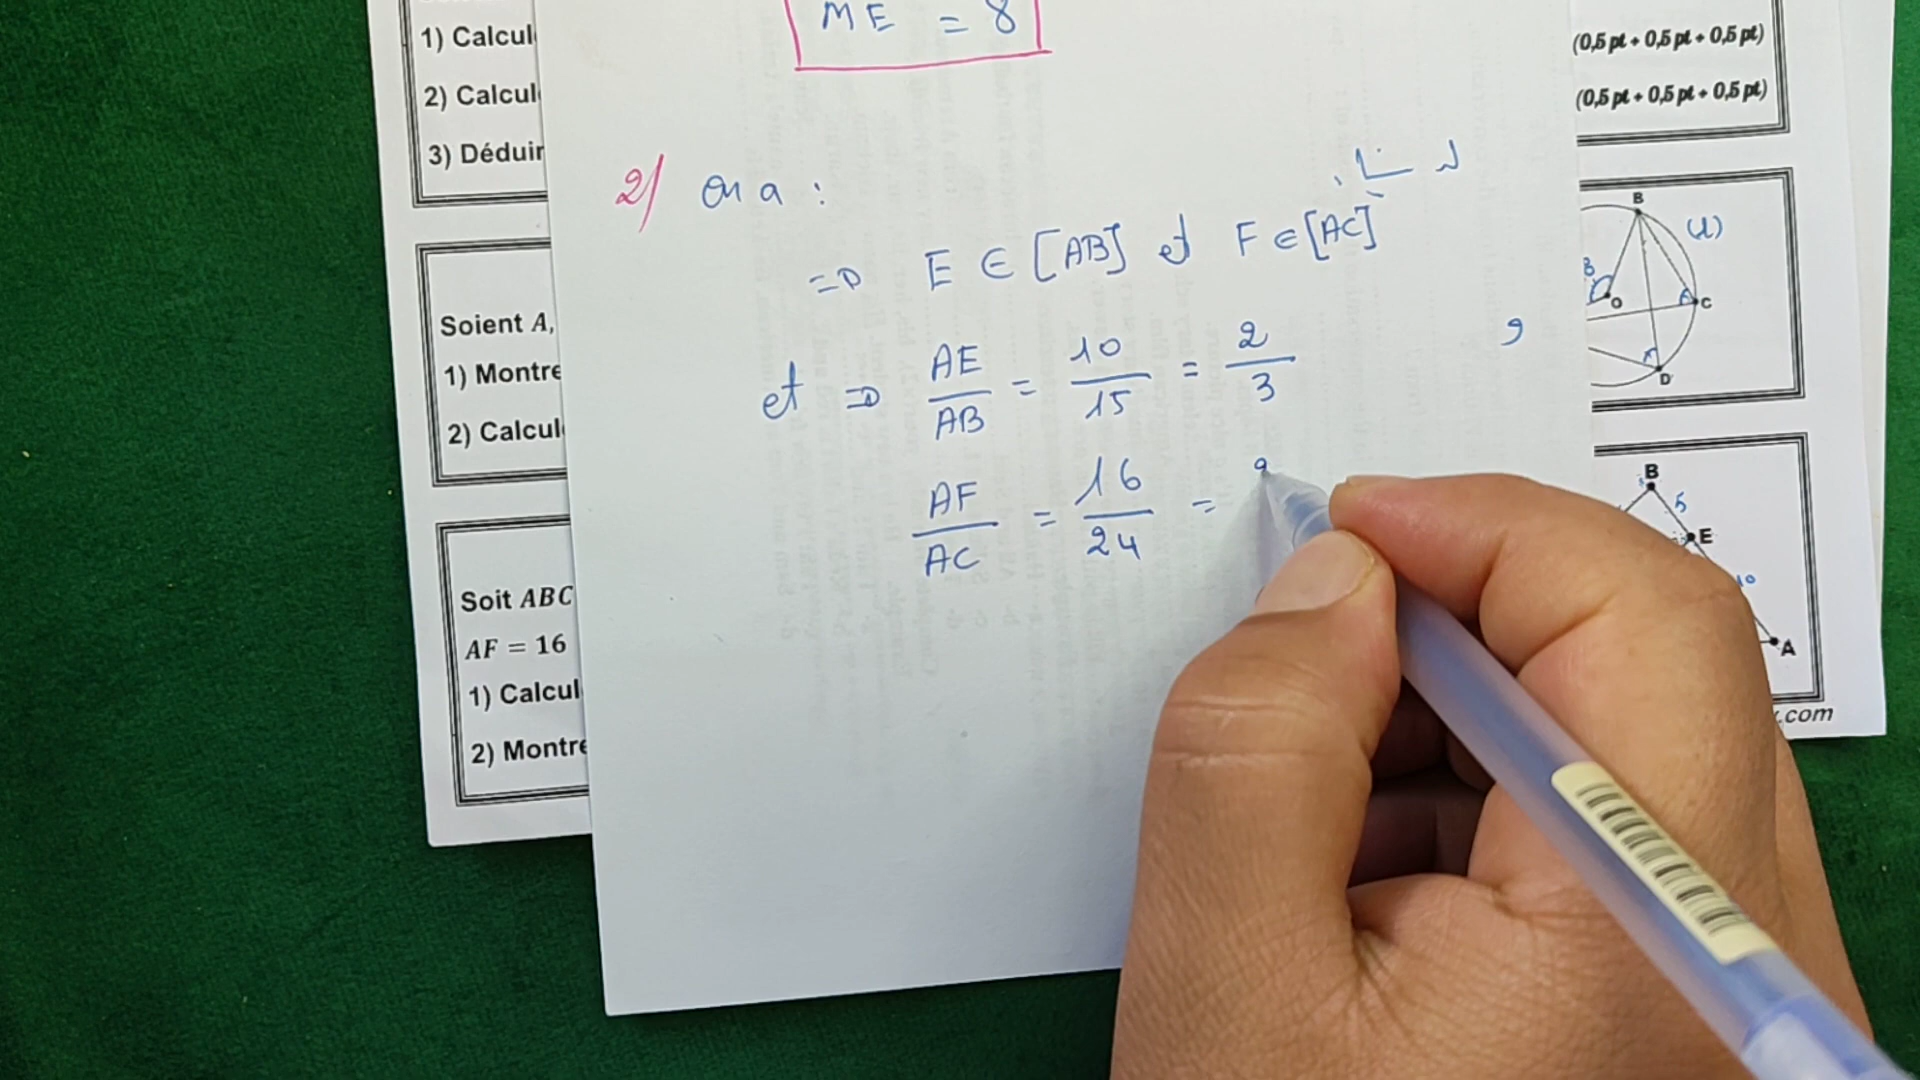 ME = 8
1) Calcul
2) Calcul
3) Déduir
(0,5 pt + 0,5 pt + 0,5 pt)
(0,5 pt + 0,5 pt + 0,5 pt)
2) On a :
=> E ∈ [AB] et F ∈ [AC]
et => AE/AB = 10/15 = 2/3 ,
AF/AC = 16/24 =
Soient A,
1) Montre
2) Calcul
B
(d)
O
C
D
Soit ABC
AF = 16
1) Calcul
2) Montre
B
5
E
10
A
.com